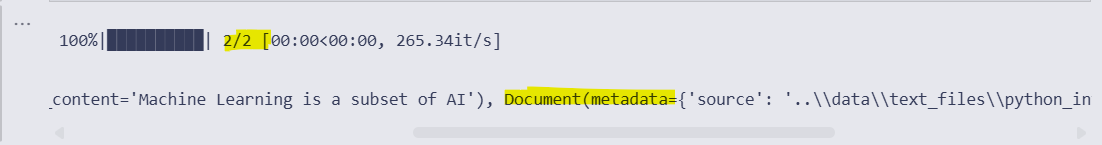 ...
100%|██████████| 2/2 [00:00<00:00, 265.34it/s]
_content='Machine Learning is a subset of AI'), Document(metadata={'source': '..\\data\\text_files\\python_in